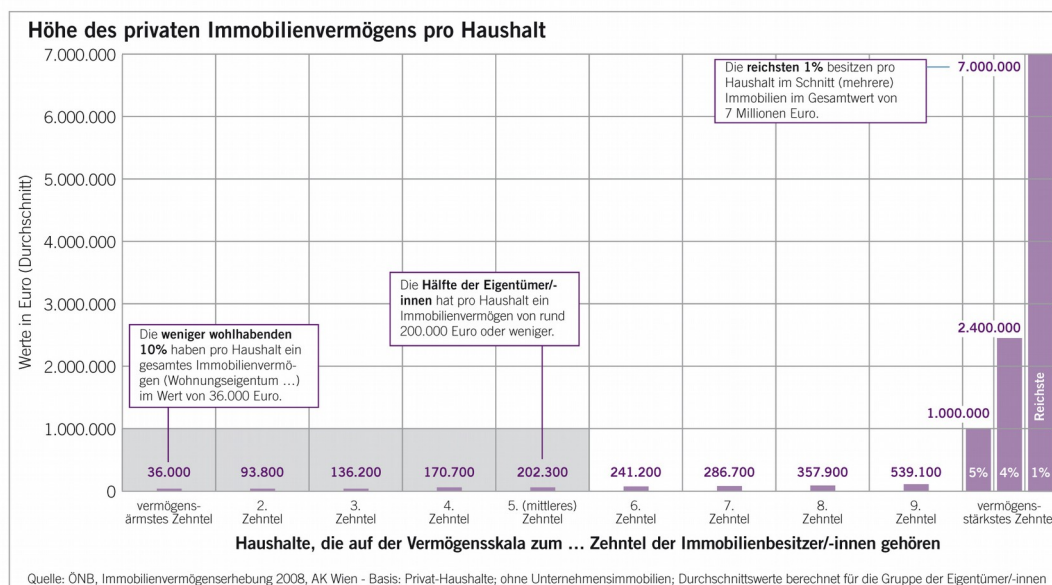 Höhe des privaten Immobilienvermögens pro Haushalt
Werte in Euro (Durchschnitt)
7.000.000
6.000.000
5.000.000
4.000.000
3.000.000
2.000.000
1.000.000
0
Die weniger wohlhabenden
10% haben pro Haushalt ein
gesamtes Immobilienvermö-
gen (Wohnungseigentum ...)
im Wert von 36.000 Euro.
Die Hälfte der Eigentümer/-
innen hat pro Haushalt ein
Immobilienvermögen von rund
200.000 Euro oder weniger.
Die reichsten 1% besitzen pro
Haushalt im Schnitt (mehrere)
Immobilien im Gesamtwert von
7 Millionen Euro.
7.000.000
2.400.000
1.000.000
36.000
93.800
136.200
170.700
202.300
241.200
286.700
357.900
539.100
5%
4%
Reichste
1%
vermögens-
ärmstes Zehntel
2.
Zehntel
3.
Zehntel
4.
Zehntel
5. (mittleres)
Zehntel
6.
Zehntel
7.
Zehntel
8.
Zehntel
9.
Zehntel
vermögens-
stärkstes Zehnte
Haushalte, die auf der Vermögensskala zum ... Zehntel der Immobilienbesitzer/-innen gehören
Quelle: ÖNB, Immobilienvermögenserhebung 2008, AK Wien - Basis: Privat-Haushalte; ohne Unternehmensimmobilien; Durchschnittswerte berechnet für die Gruppe der Eigentümer/-innen